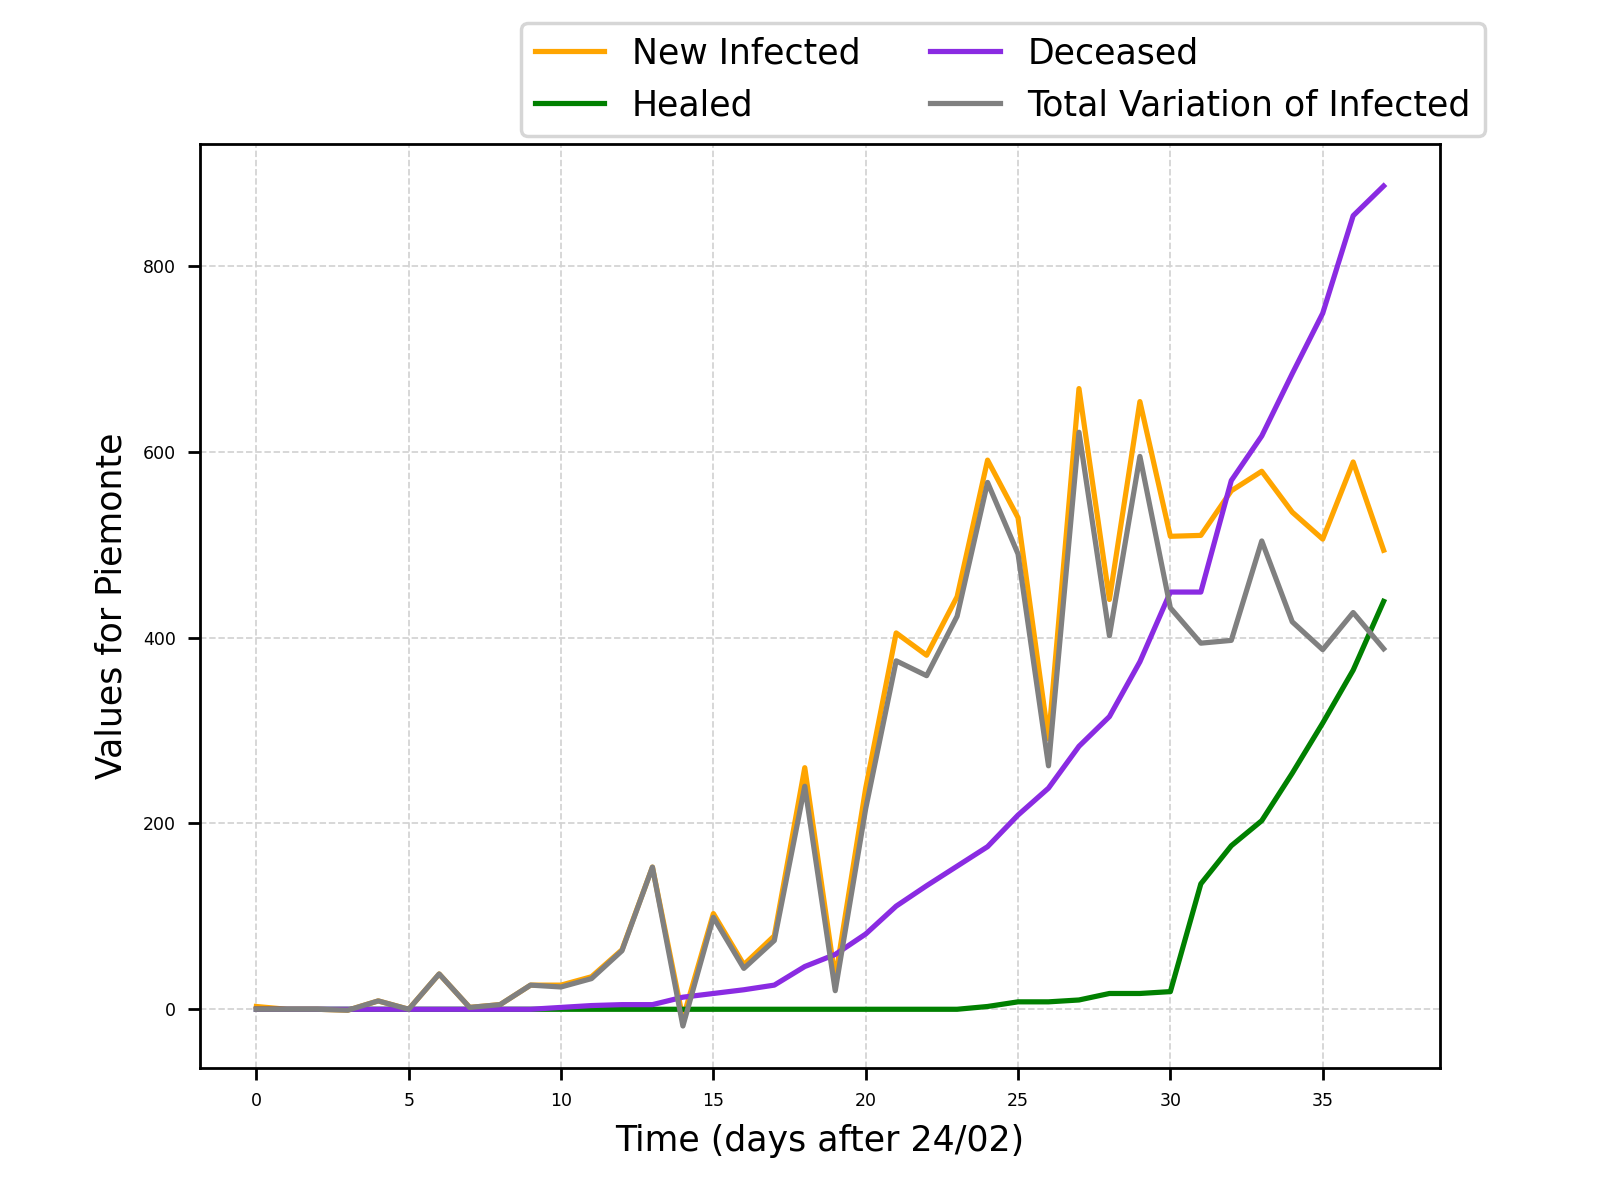 New Infected
Healed
Deceased
Total Variation of Infected
Values for Piemonte
800
600
400
200
0
0 5 10 15 20 25 30 35
Time (days after 24/02)